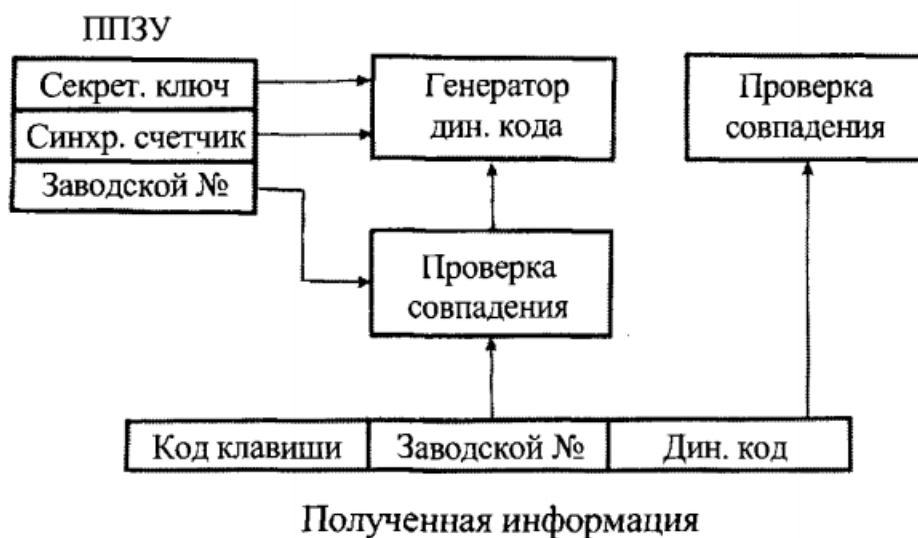 ППЗУ
Секрет. ключ
Синхр. счетчик
Заводской №
Генератор
дин. кода
Проверка
совпадения
Проверка
совпадения
Код клавиши
Заводской №
Дин. код
Полученная информация